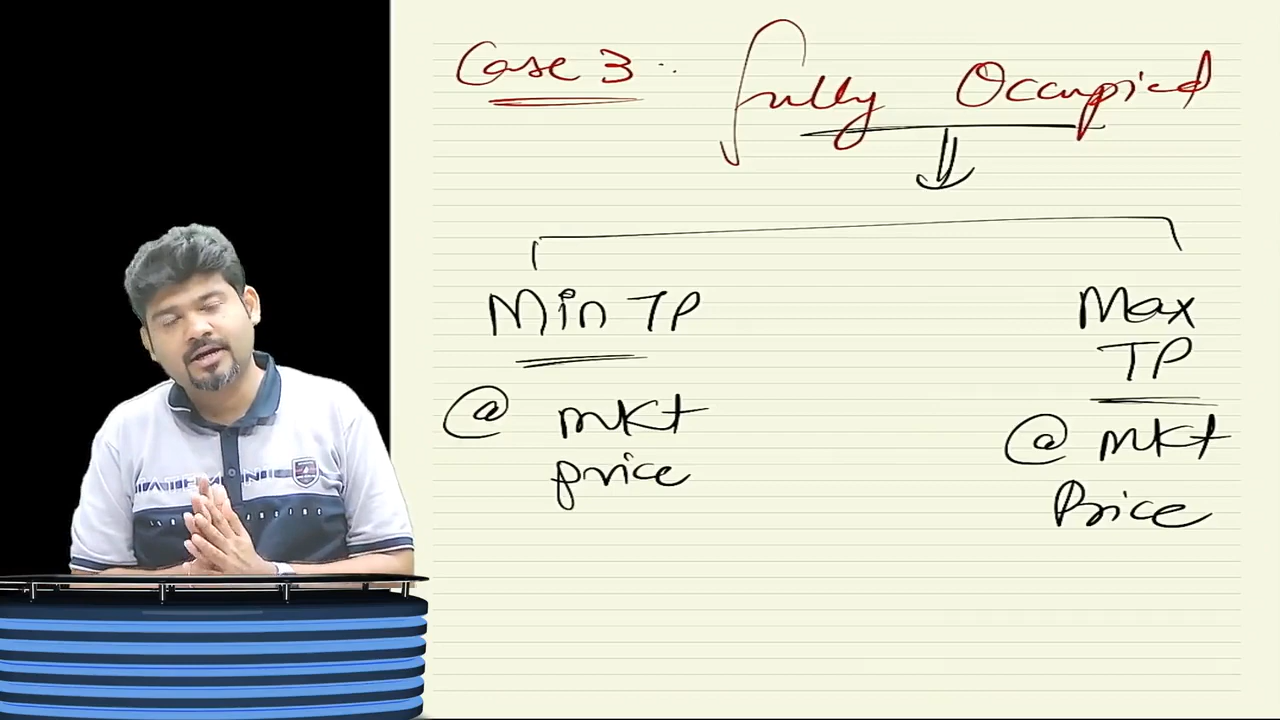 Case 3 :. fully Occupied
Min TP
@ mkt
price
Max
TP
@ mkt
Price